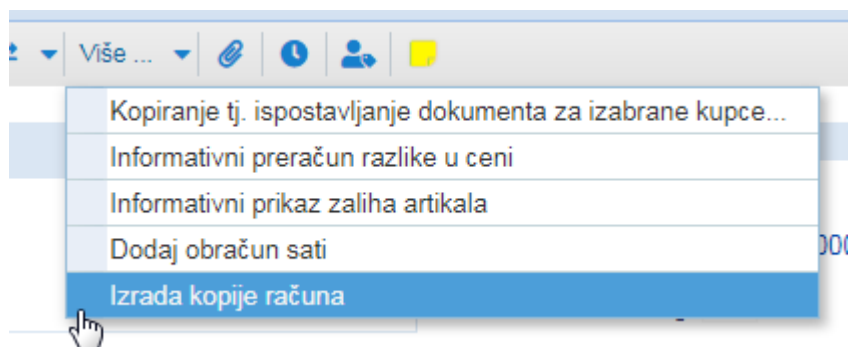 Više ...
Kopiranje tj. ispostavljanje dokumenta za izabrane kupce...
Informativni preračun razlike u ceni
Informativni prikaz zaliha artikala
Dodaj obračun sati
Izrada kopije računa